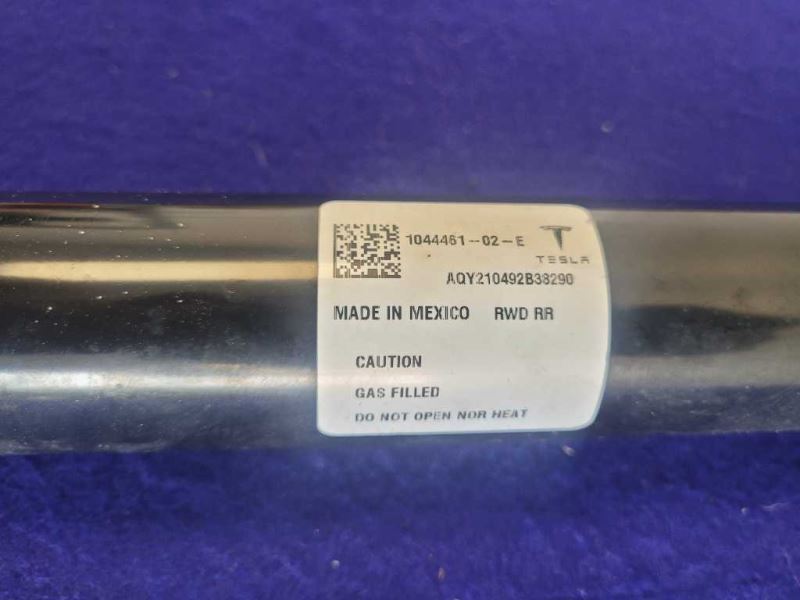 1044461-02-E
TESLA
AQY210492B38290
MADE IN MEXICO RWD RR
CAUTION
GAS FILLED
DO NOT OPEN NOR HEAT